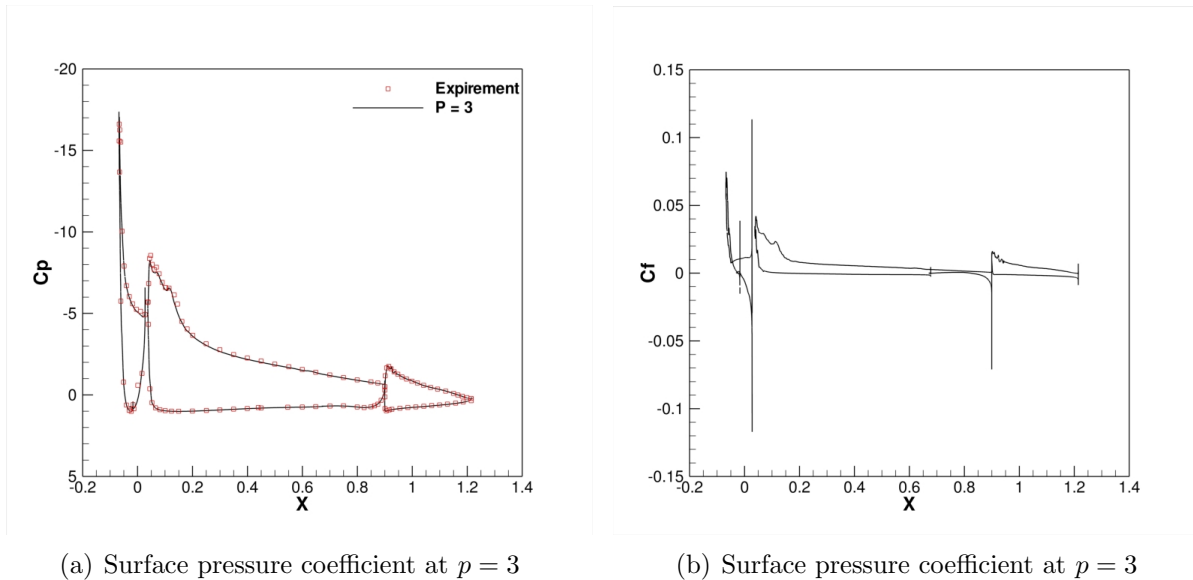 -20
Expirement
P = 3
-15
-10
Cp
-5
0
5
-0.2 0 0.2 0.4 0.6 0.8 1 1.2 1.4
X
0.15
0.1
0.05
Cf
0
-0.05
-0.1
-0.15
-0.2 0 0.2 0.4 0.6 0.8 1 1.2 1.4
X
(a) Surface pressure coefficient at p = 3
(b) Surface pressure coefficient at p = 3